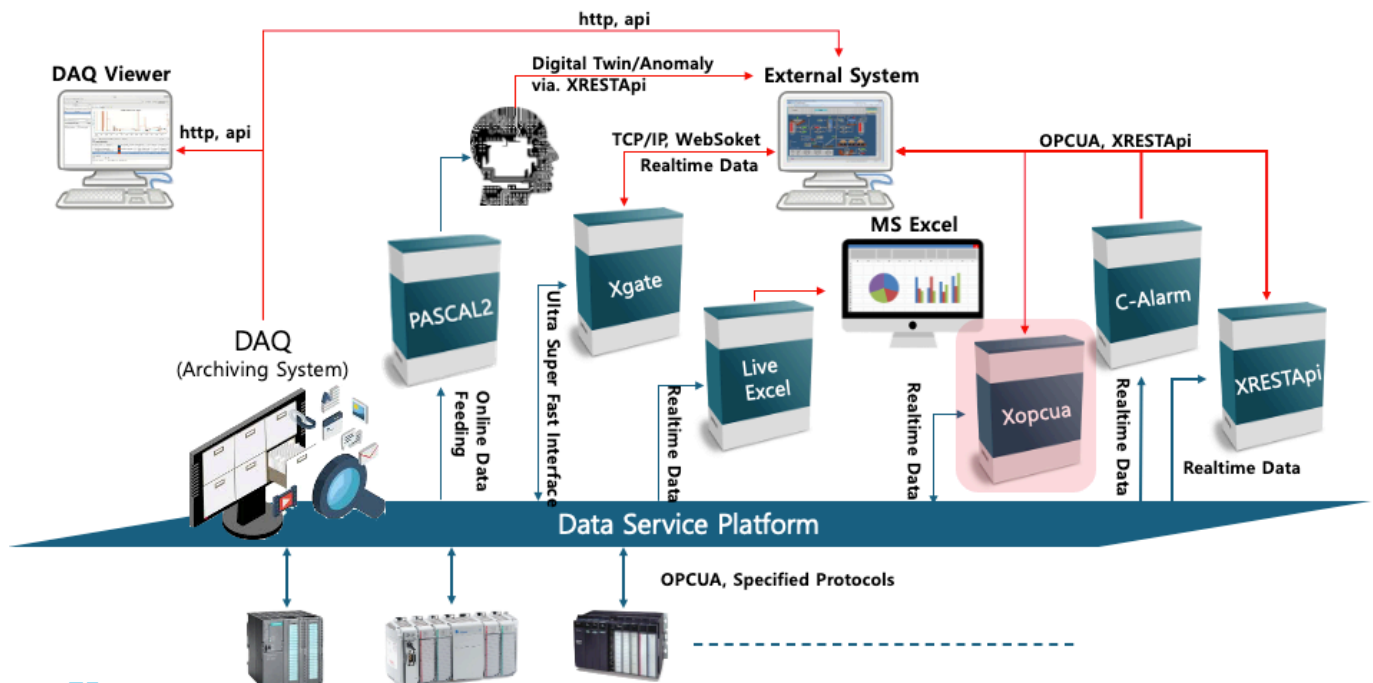 http, api
DAQ Viewer
Digital Twin/Anomaly
via. XRESTApi
External System
http, api
TCP/IP, WebSoket
Realtime Data
OPCUA, XRESTApi
MS Excel
PASCAL2
Xgate
C-Alarm
DAQ
(Archiving System)
Live
Excel
Xopcua
XRESTApi
Online Data
Feeding
Ultra Super Fast Interface
Realtime Data
Realtime Data
Realtime Data
Realtime Data
Data Service Platform
OPCUA, Specified Protocols